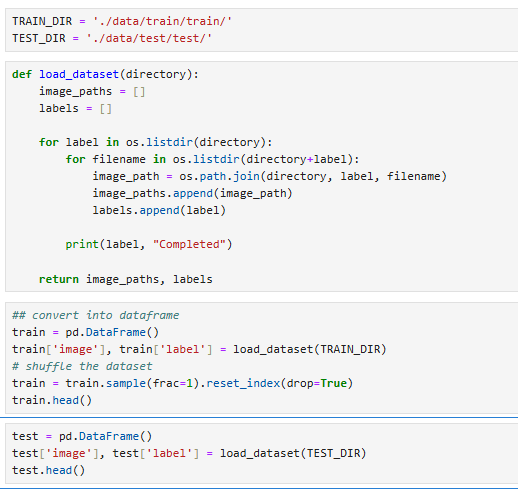 TRAIN_DIR = './data/train/train/'
TEST_DIR = './data/test/test/'
def load_dataset(directory):
    image_paths = []
    labels = []

    for label in os.listdir(directory):
        for filename in os.listdir(directory+label):
            image_path = os.path.join(directory, label, filename)
            image_paths.append(image_path)
            labels.append(label)

        print(label, "Completed")

    return image_paths, labels
## convert into dataframe
train = pd.DataFrame()
train['image'], train['label'] = load_dataset(TRAIN_DIR)
# shuffle the dataset
train = train.sample(frac=1).reset_index(drop=True)
train.head()
test = pd.DataFrame()
test['image'], test['label'] = load_dataset(TEST_DIR)
test.head()